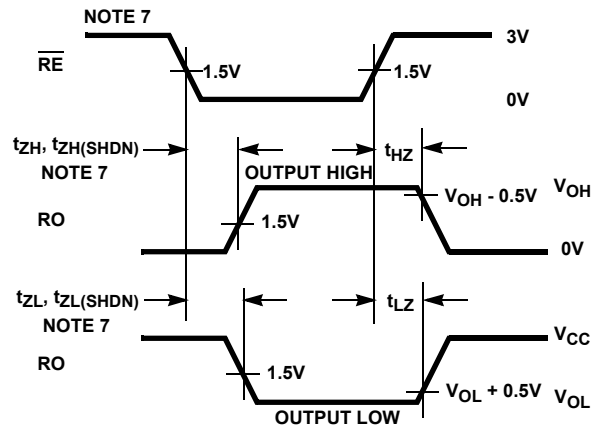 NOTE 7
RE
1.5V
1.5V
3V
0V
tZH, tZH(SHDN)
NOTE 7
tHZ
OUTPUT HIGH
RO
1.5V
VOH - 0.5V
VOH
0V
tZL, tZL(SHDN)
NOTE 7
tLZ
RO
1.5V
VCC
VOL + 0.5V
VOL
OUTPUT LOW